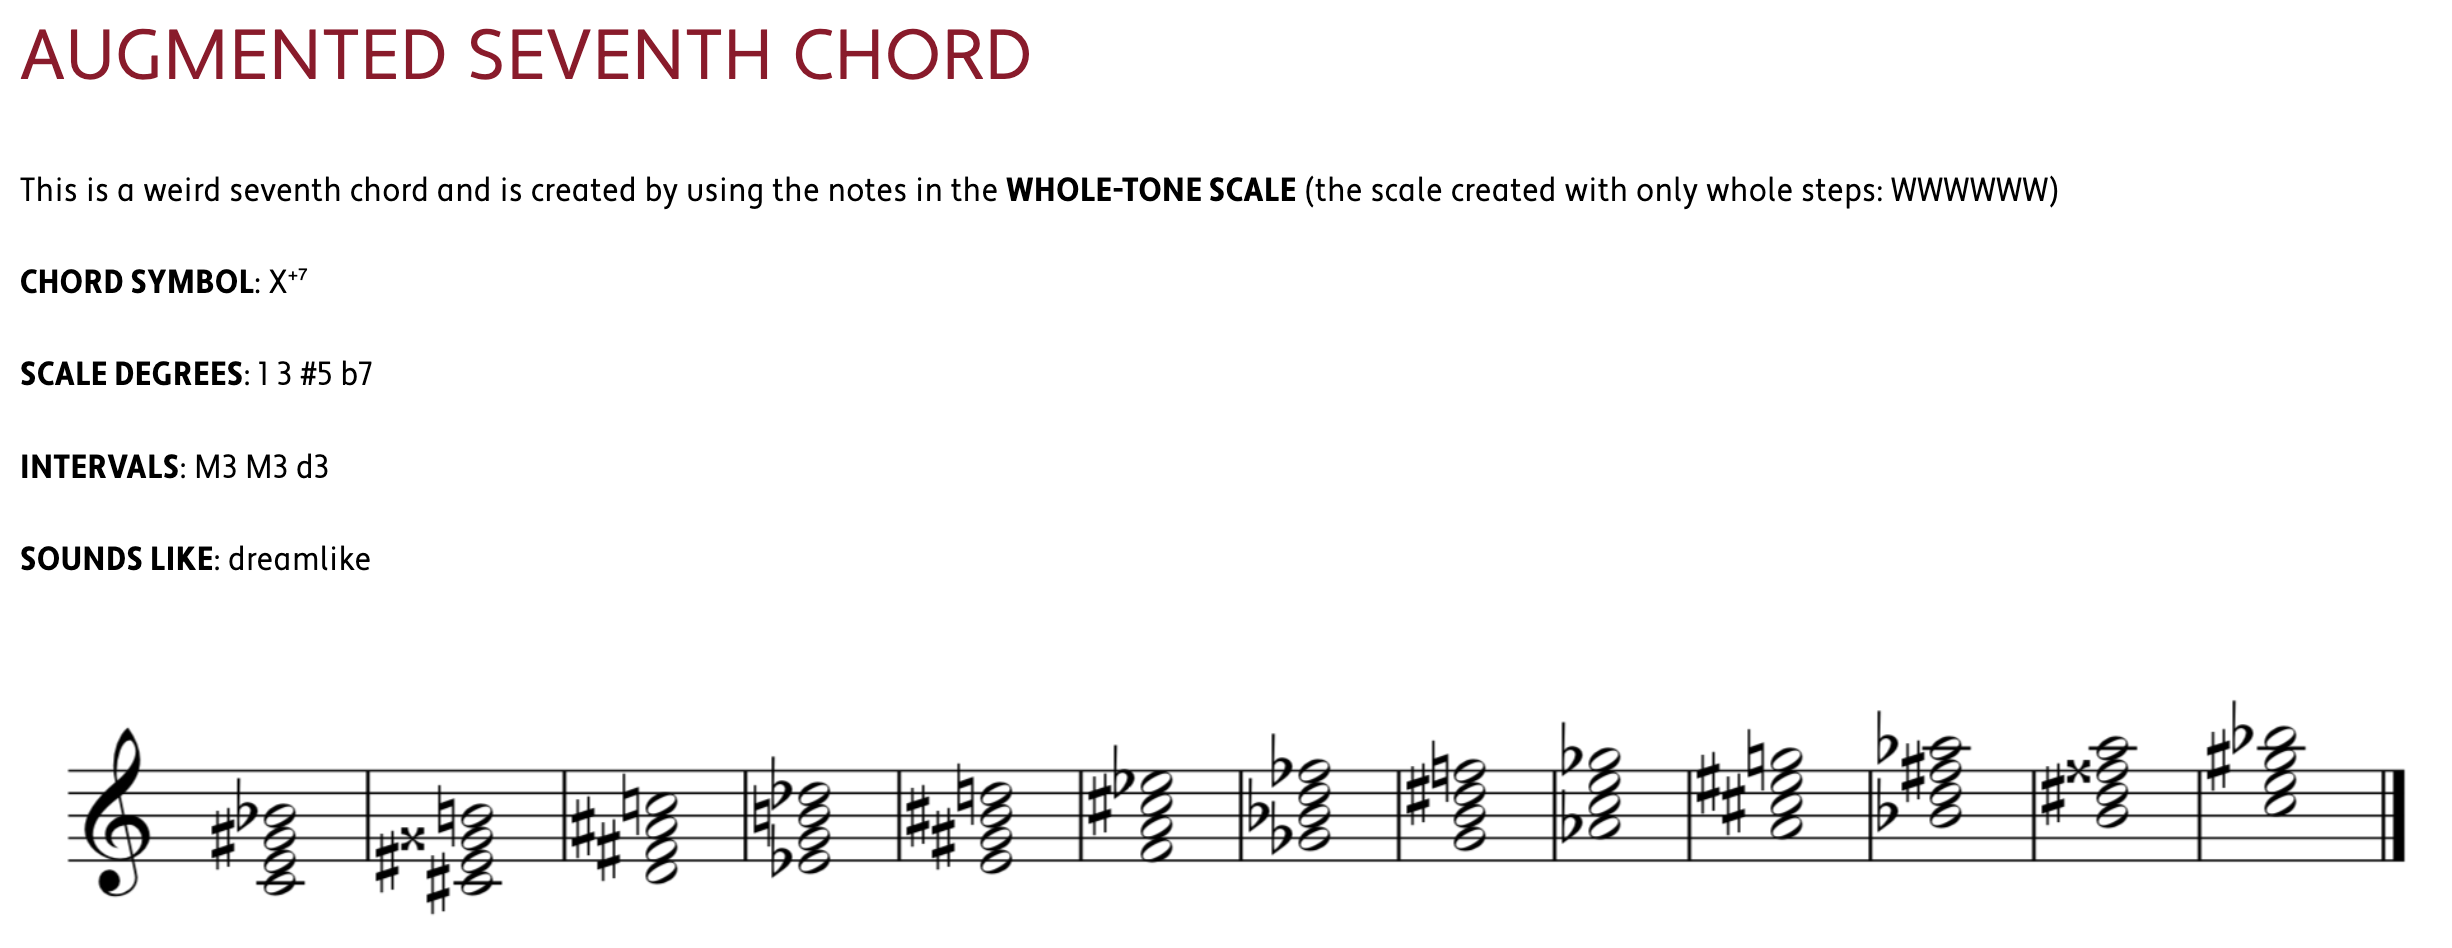 AUGMENTED SEVENTH CHORD
This is a weird seventh chord and is created by using the notes in the WHOLE-TONE SCALE (the scale created with only whole steps: WWWWWW)
CHORD SYMBOL: X+7
SCALE DEGREES: 1 3 #5 b7
INTERVALS: M3 M3 d3
SOUNDS LIKE: dreamlike